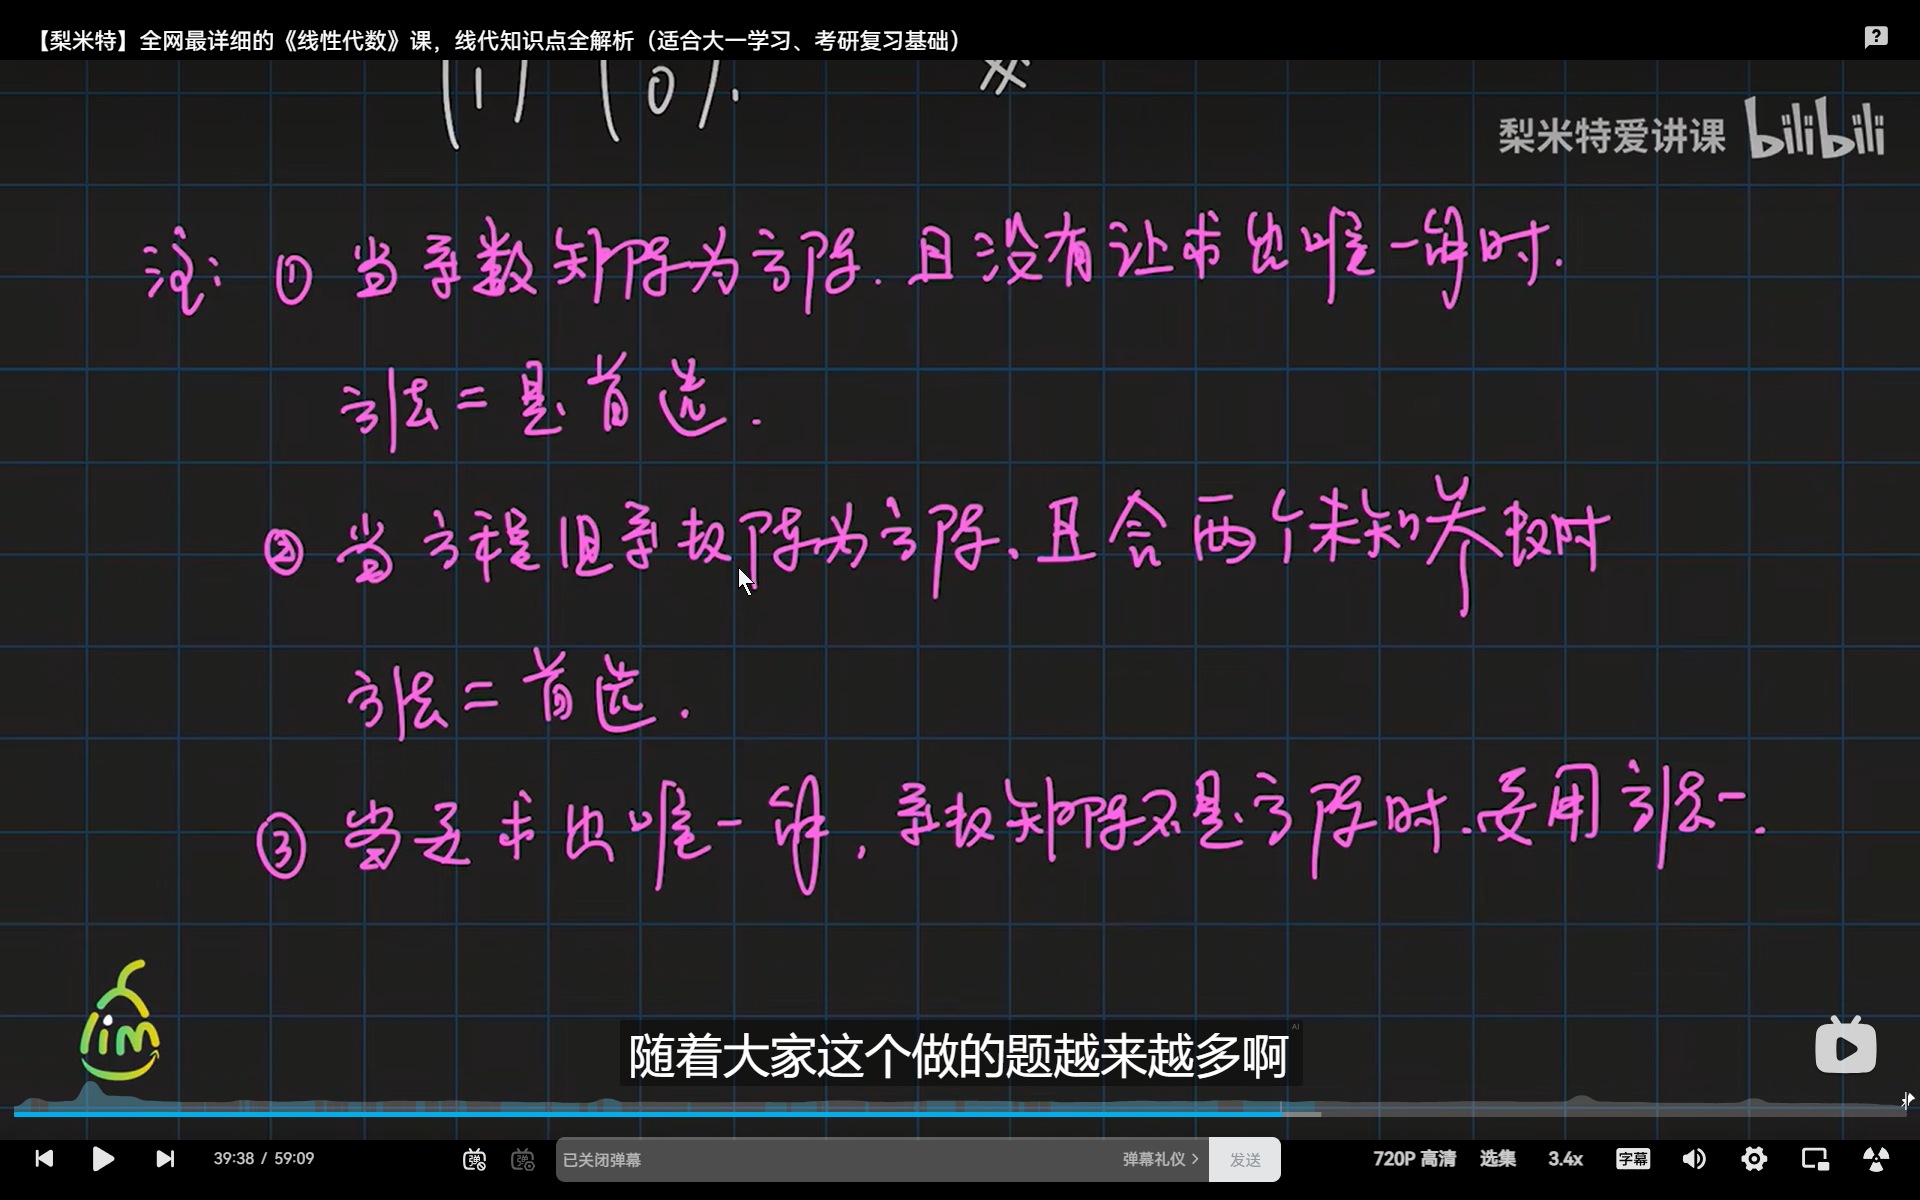 【梨米特】全网最详细的《线性代数》课，线代知识点全解析（适合大一学习、考研复习基础）
(1) (0).
梨米特爱讲课 bilibili
注: ① 当系数矩阵为方阵. 且没有让求出唯一解时.
方法二是首选.
② 当方程组系数阵为方阵、且含两个未知参数时
方法二首选.
③ 当是求出唯一解, 系数矩阵不是方阵时. 要用方法一.
lim
随着大家这个做的题越来越多啊
AI
39:38 / 59:09
弹
弹
已关闭弹幕
弹幕礼仪 >
发送
720P 高清
选集
3.4x
字幕